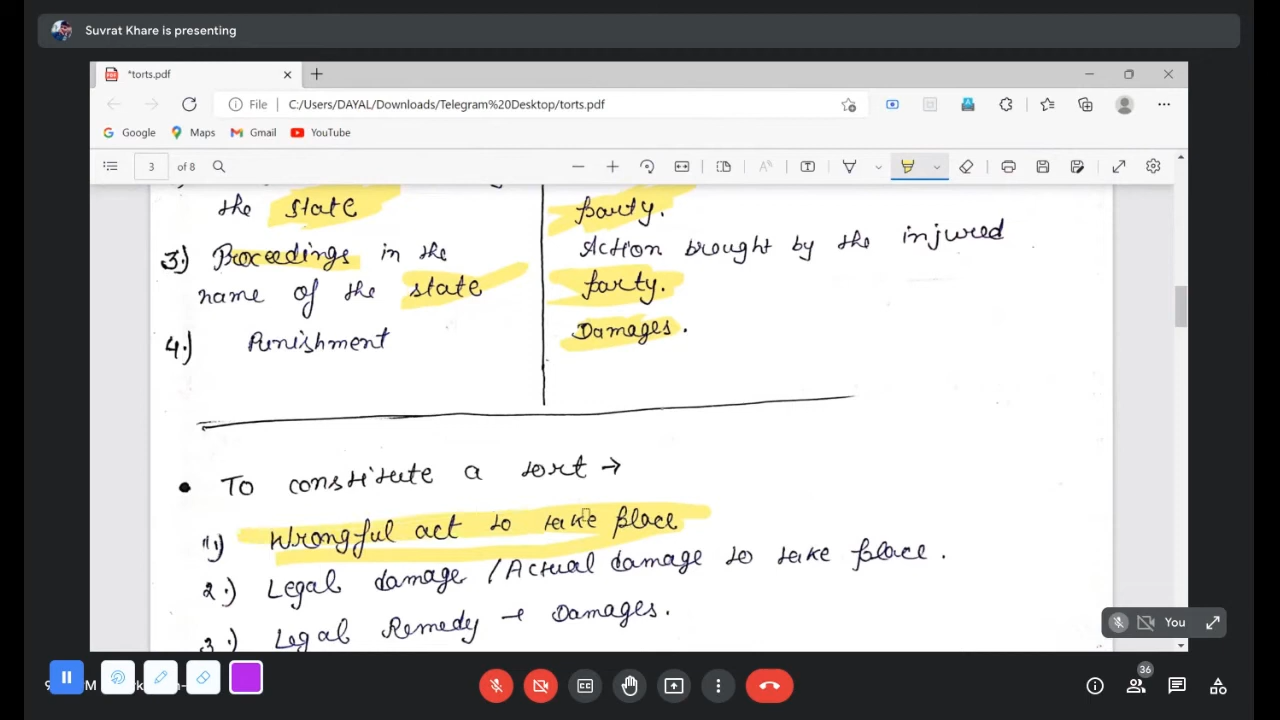 Suvrat Khare is presenting
*torts.pdf
File C:/Users/DAYAL/Downloads/Telegram%20Desktop/torts.pdf
Google Maps Gmail YouTube
3 of 8
the state
party.
3.) Proceedings in the
name of the state
Action brought by the injured
party.
4.) Punishment
Damages.
• To constitute a tort →
1) Wrongful act to take place
2.) Legal damage / Actual damage to take place.
3.) Legal Remedy → Damages.
You
36